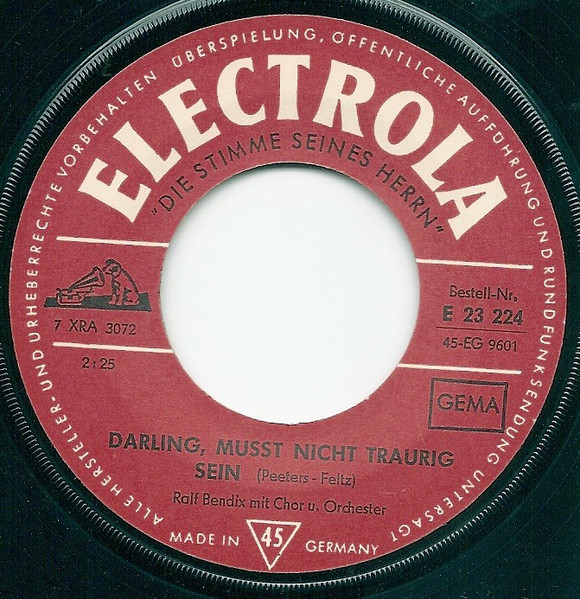 ALLE HERSTELLER- UND URHEBERRECHTE VORBEHALTEN ÜBERSPIELUNG, ÖFFENTLICHE AUFFÜHRUNG UND RUNDFUNKSENDUNG UNTERSAGT
ELECTROLA
"DIE STIMME SEINES HERRN"
7 XRA 3072
2:25
Bestell-Nr.
E 23 224
45-EG 9601
GEMA
DARLING, MUSST NICHT TRAURIG
SEIN (Peeters - Feltz)
Ralf Bendix mit Chor u. Orchester
MADE IN 45 GERMANY